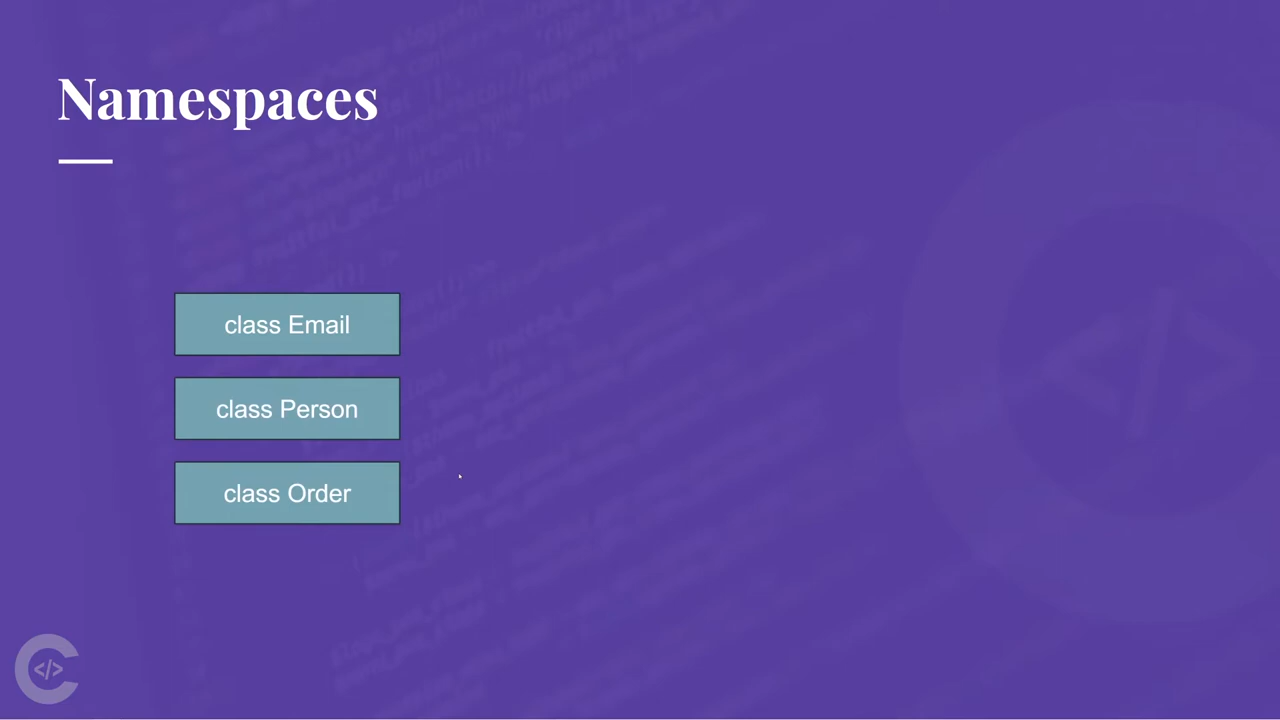 Namespaces
class Email
class Person
class Order